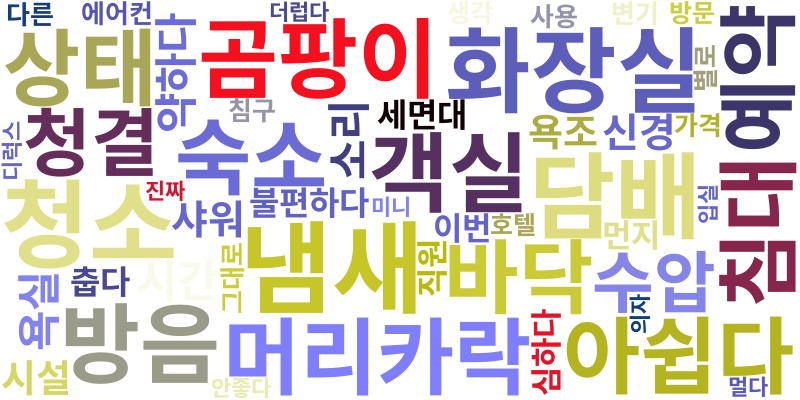 다른
에어컨
더럽다
생각
사용
변기
방문
상태
약하다
곰팡이
화장실
별로
예약
침구
세면대
청결
디럭스
숙소
소리
객실
욕조
신경
가격
진짜
청소
샤워
불편하다
미니
담배
입실
침대
이번
호텔
먼지
춥다
시간
그대로
냄새
직원
바닥
수압
욕실
의자
방음
머리카락
심하다
아쉽다
시설
안좋다
멀다